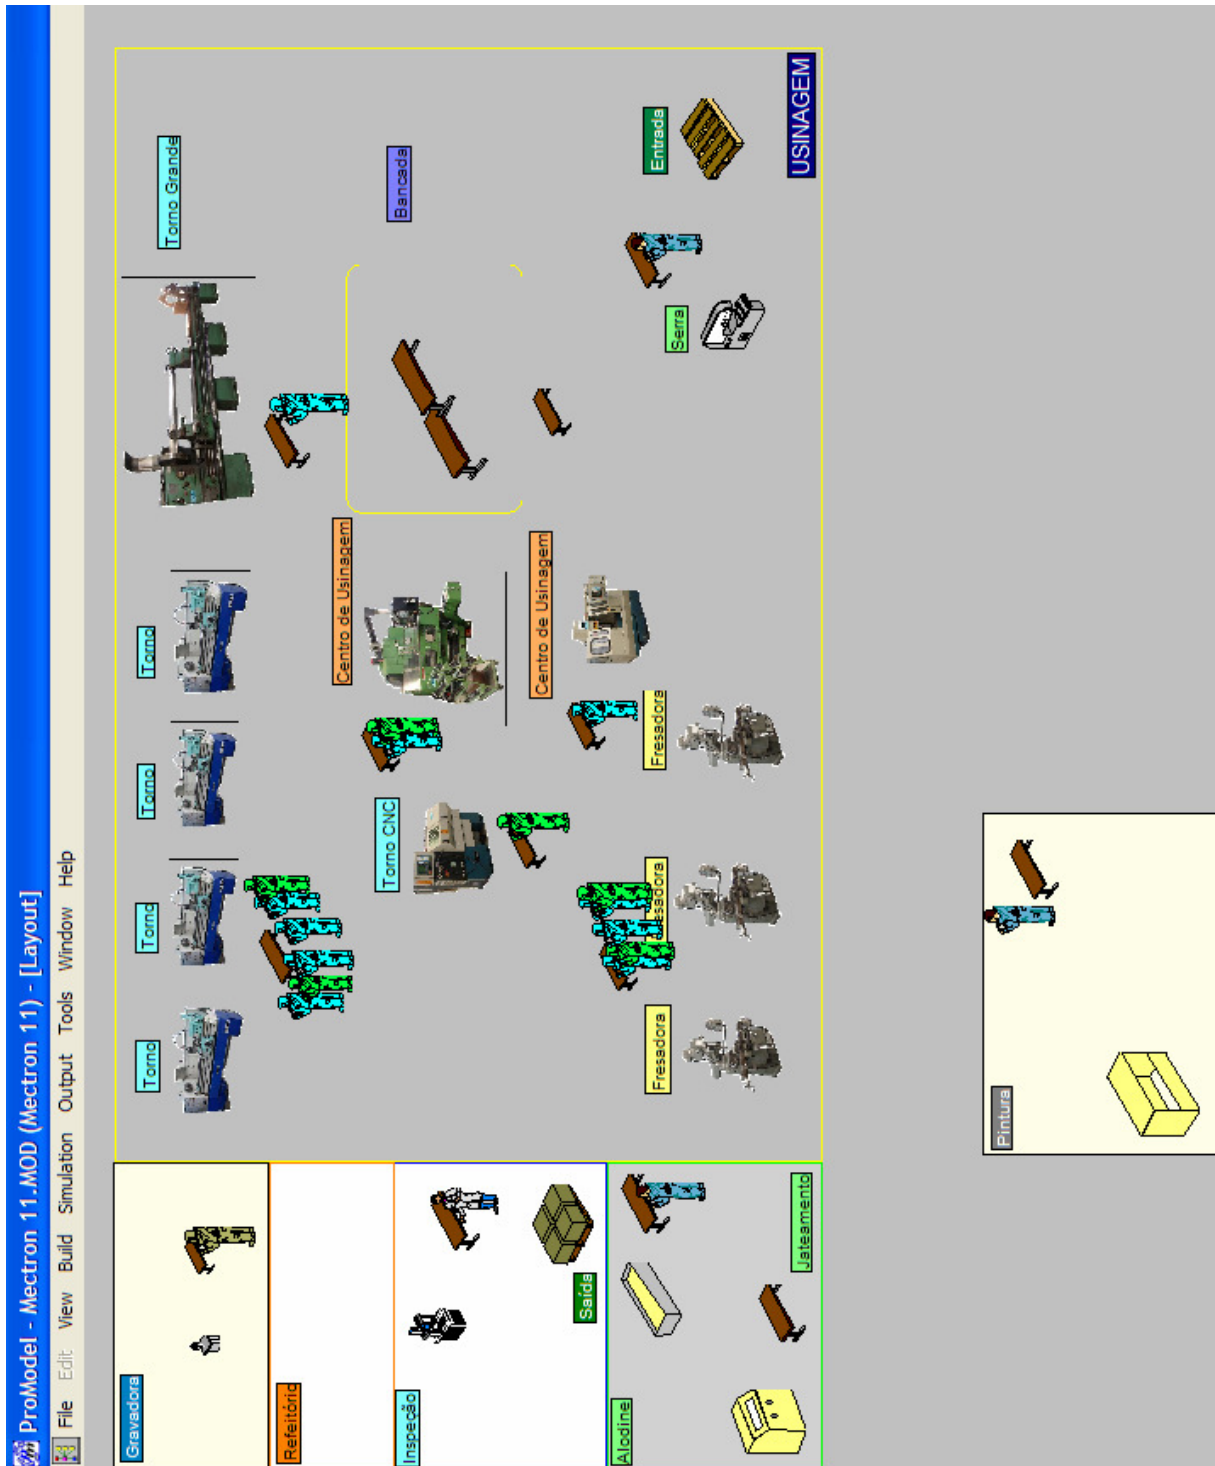 ProModel - Mectron 11.MOD (Mectron 11) - [Layout]
File Edit View Build Simulation Output Tools Window Help
Gravadora
Torno
Torno
Torno
Torno
Torno Grande
Refeitório
Centro de Usinagem
Torno CNC
Bancada
Inspeção
Centro de Usinagem
Saída
Alodine
Fresadora
esadora
Fresadora
Entrada
Serra
Jateamento
USINAGEM
Pintura